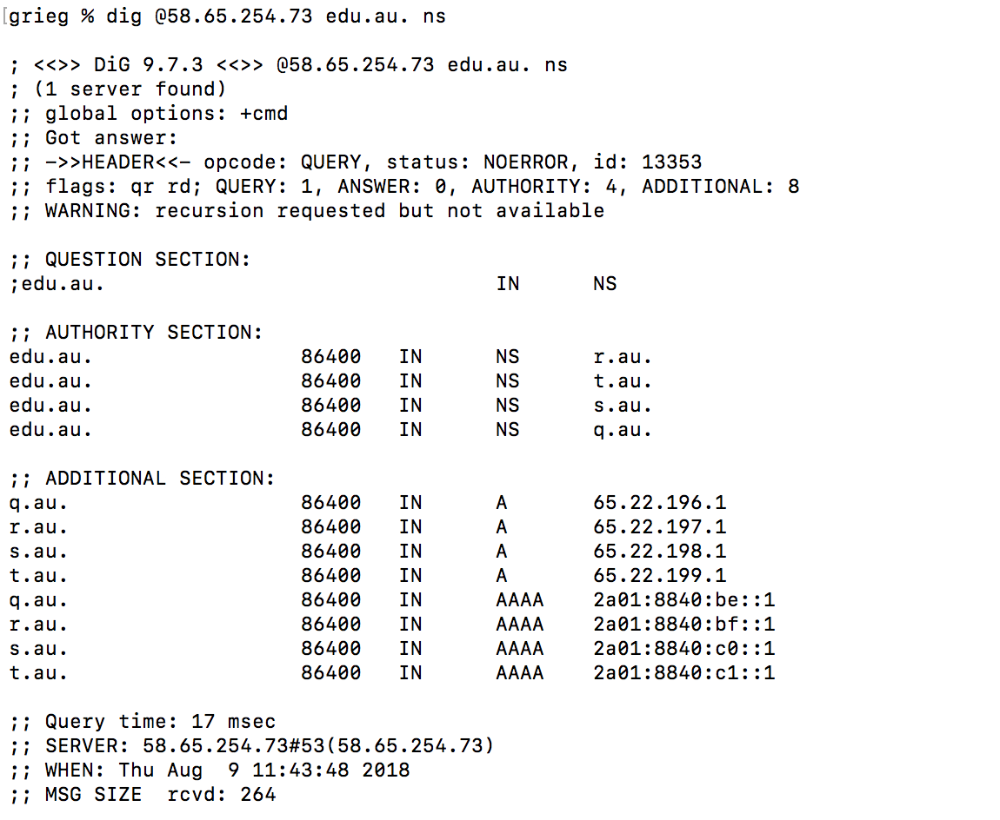 [grieg % dig @58.65.254.73 edu.au. ns
; <<>> DiG 9.7.3 <<>> @58.65.254.73 edu.au. ns
; (1 server found)
;; global options: +cmd
;; Got answer:
;; ->>HEADER<<- opcode: QUERY, status: NOERROR, id: 13353
;; flags: qr rd; QUERY: 1, ANSWER: 0, AUTHORITY: 4, ADDITIONAL: 8
;; WARNING: recursion requested but not available
;; QUESTION SECTION:
;edu.au. IN NS
;; AUTHORITY SECTION:
edu.au. 86400 IN NS r.au.
edu.au. 86400 IN NS t.au.
edu.au. 86400 IN NS s.au.
edu.au. 86400 IN NS q.au.
;; ADDITIONAL SECTION:
q.au. 86400 IN A 65.22.196.1
r.au. 86400 IN A 65.22.197.1
s.au. 86400 IN A 65.22.198.1
t.au. 86400 IN A 65.22.199.1
q.au. 86400 IN AAAA 2a01:8840:be::1
r.au. 86400 IN AAAA 2a01:8840:bf::1
s.au. 86400 IN AAAA 2a01:8840:c0::1
t.au. 86400 IN AAAA 2a01:8840:c1::1
;; Query time: 17 msec
;; SERVER: 58.65.254.73#53(58.65.254.73)
;; WHEN: Thu Aug  9 11:43:48 2018
;; MSG SIZE  rcvd: 264